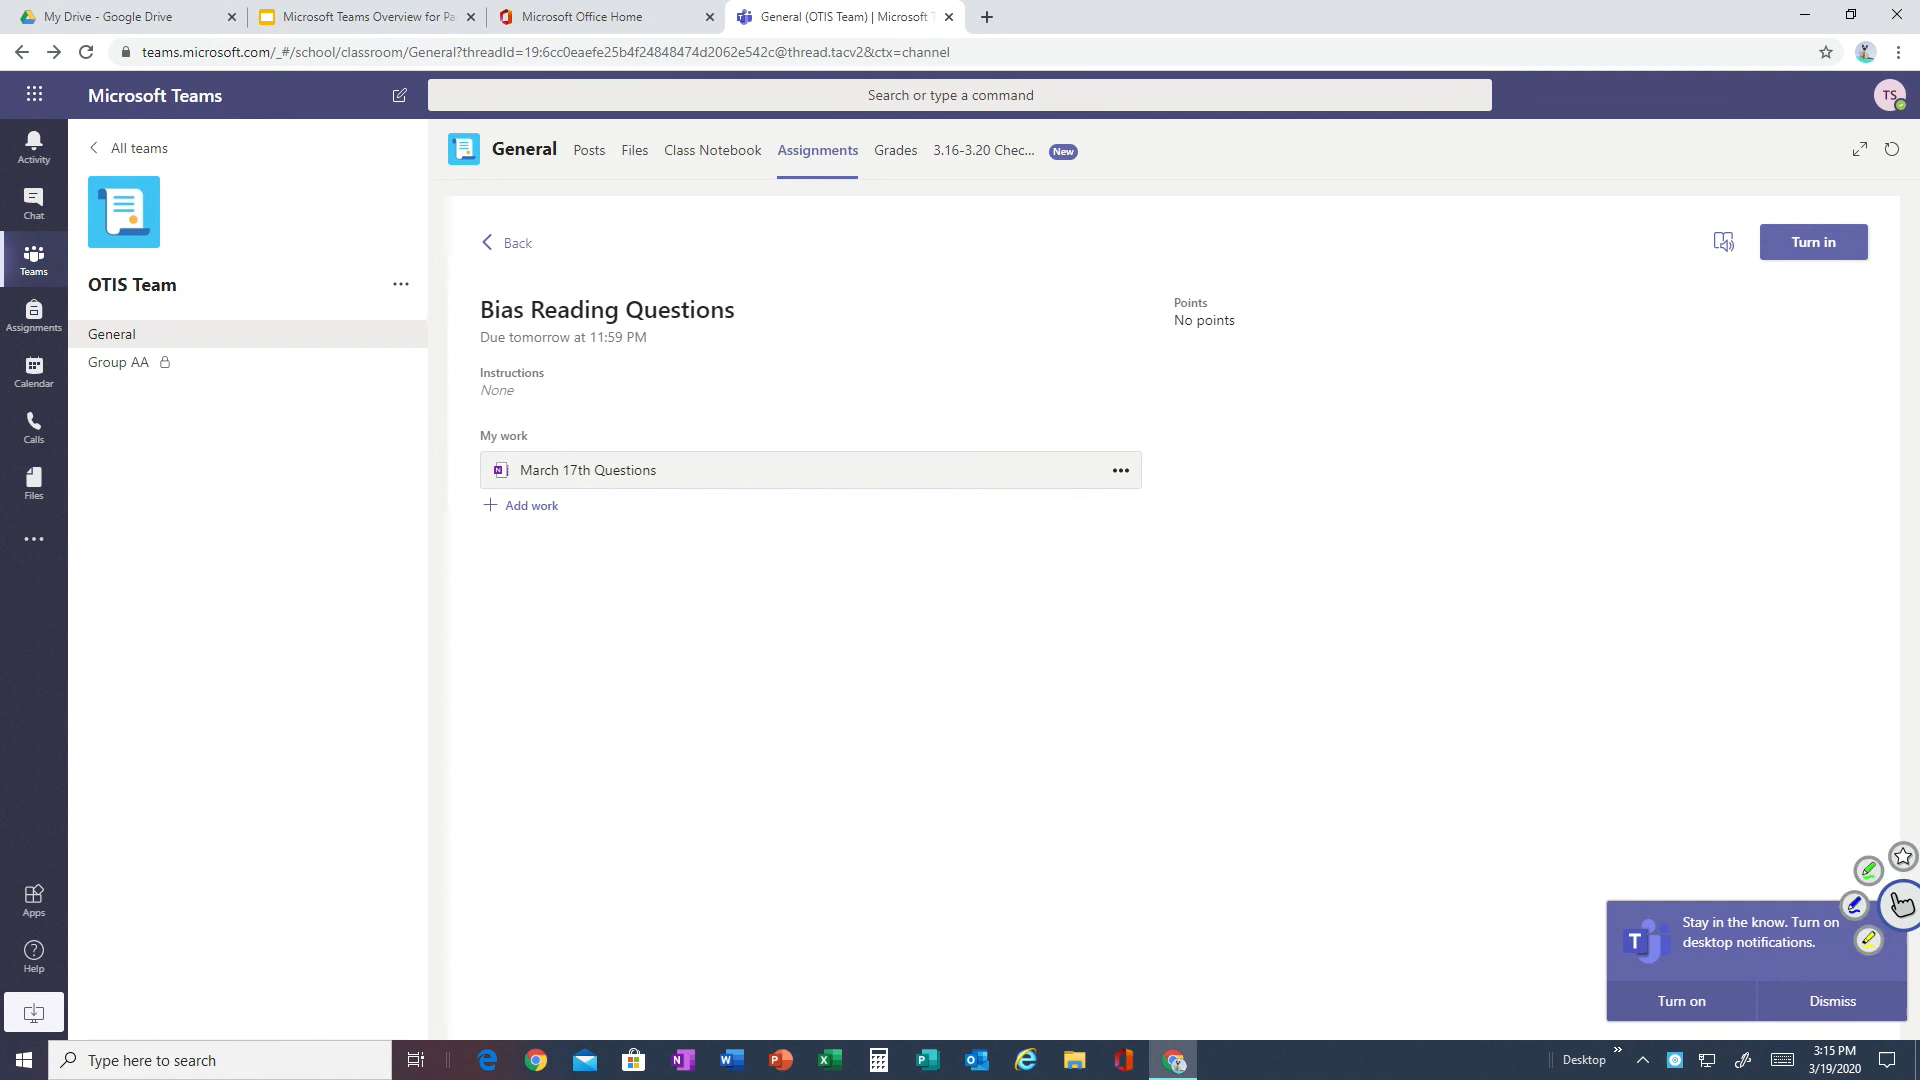 My Drive - Google Drive
Microsoft Teams Overview for Pa
Microsoft Office Home
General (OTIS Team) | Microsoft T
teams.microsoft.com/_#/school/classroom/General?threadId=19:6cc0eaefe25b4f24848474d2062e542c@thread.tacv2&ctx=channel
Microsoft Teams
Search or type a command
TS
Activity
Chat
Teams
Assignments
Calendar
Calls
Files
Apps
Help
All teams
OTIS Team
General
Group AA
General
Posts
Files
Class Notebook
Assignments
Grades
3.16-3.20 Chec...
New
Back
Turn in
Bias Reading Questions
Due tomorrow at 11:59 PM
Points
No points
Instructions
None
My work
March 17th Questions
Add work
Stay in the know. Turn on
desktop notifications.
Turn on
Dismiss
Type here to search
Desktop
3:15 PM
3/19/2020